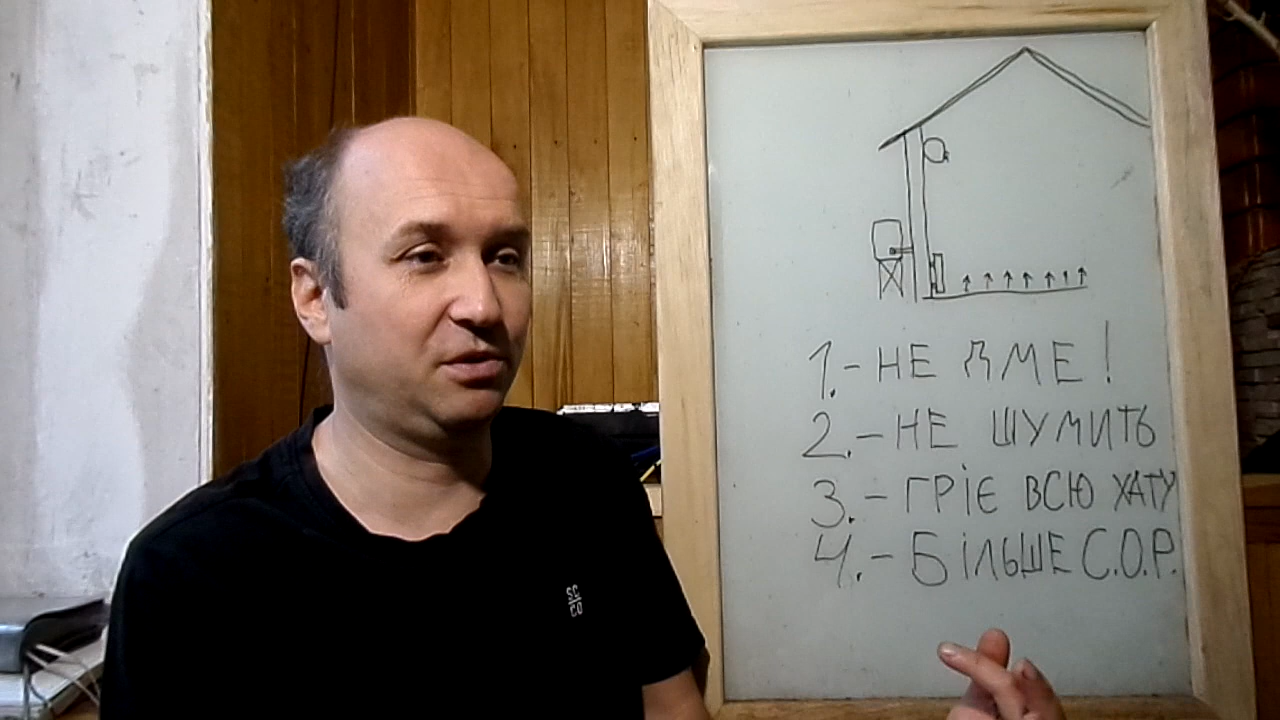 1.- НЕ ДМЕ!
2.- НЕ ШУМИТЬ
3.- ГРІЄ ВСЮ ХАТУ
4.- БІЛЬШЕ С.О.Р.